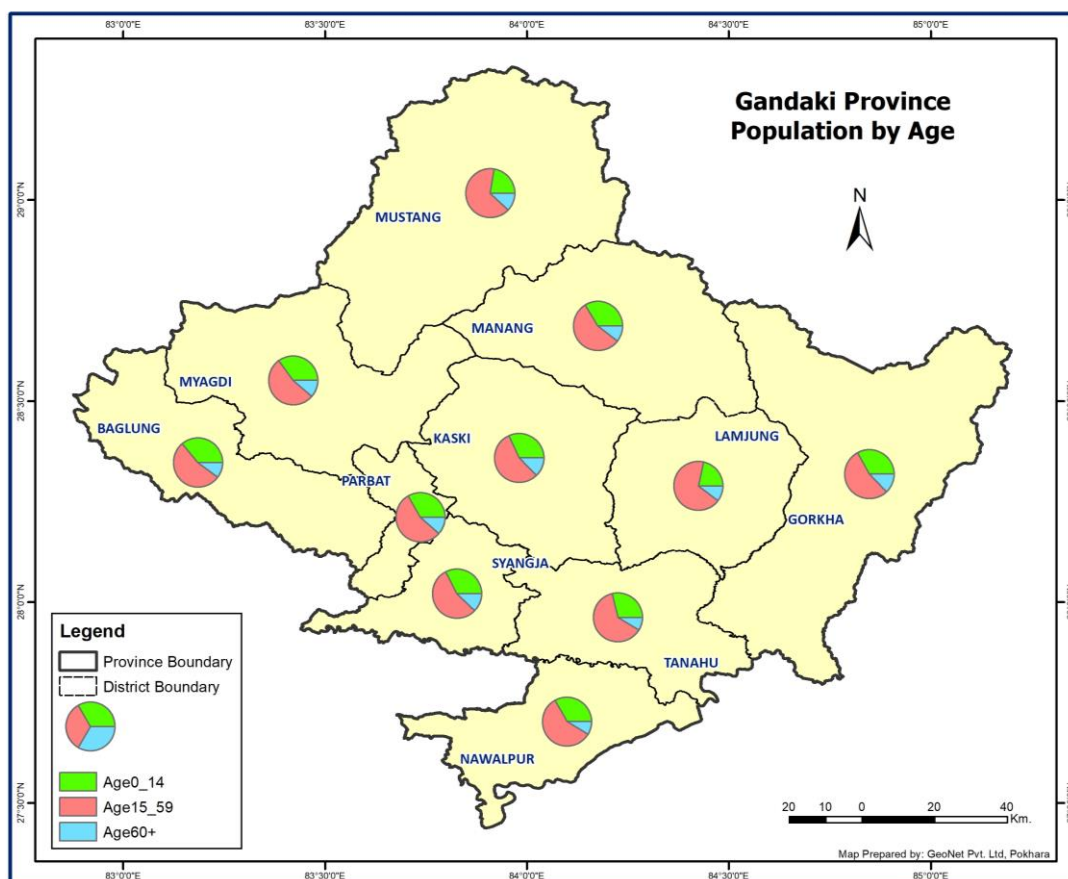 83°0'0"E 83°30'0"E 84°0'0"E 84°30'0"E 85°0'0"E
Gandaki Province
Population by Age
N
29°0'0"N
MUSTANG
MANANG
MYAGDI
28°30'0"N
BAGLUNG
KASKI
LAMJUNG
PARBAT
GORKHA
SYANGJA
28°0'0"N
TANAHU
NAWALPUR
27°30'0"N
Legend
Province Boundary
District Boundary
Age0_14
Age15_59
Age60+
20 10 0 20 40
Km.
Map Prepared by: GeoNet Pvt. Ltd, Pokhara
83°0'0"E 83°30'0"E 84°0'0"E 84°30'0"E 85°0'0"E